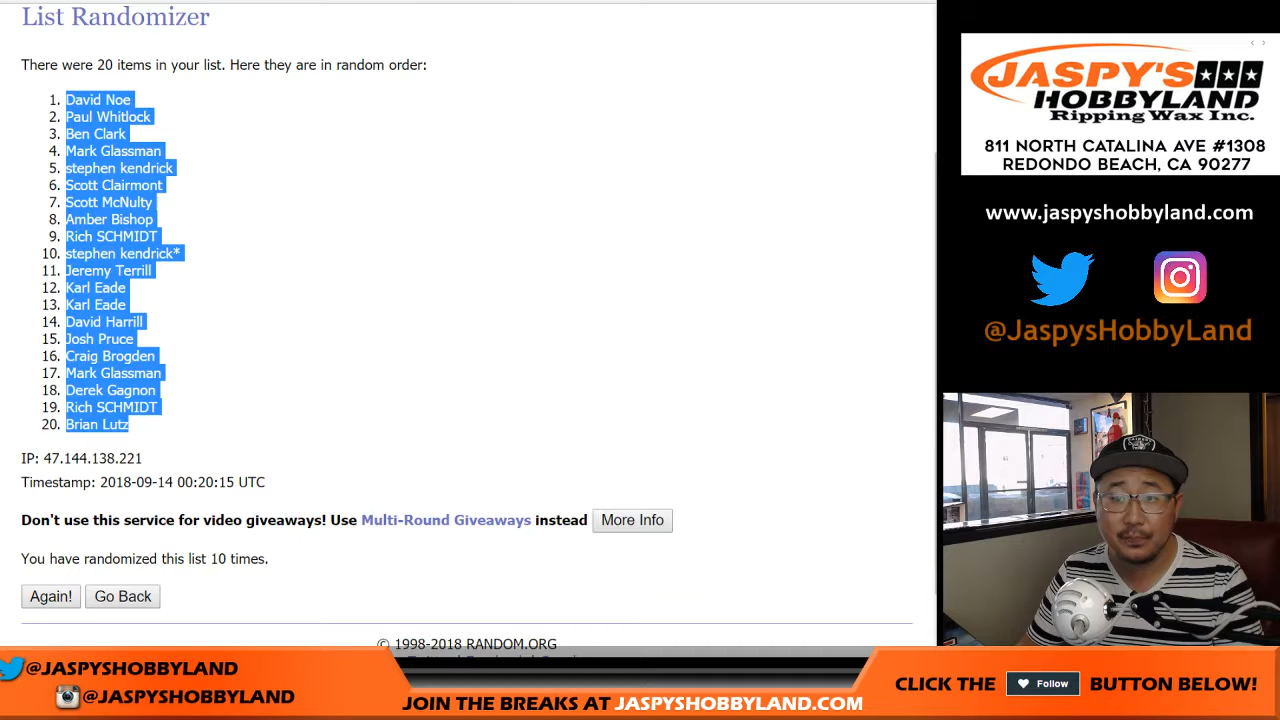 List Randomizer
There were 20 items in your list. Here they are in random order:
1. David Noe
2. Paul Whitlock
3. Ben Clark
4. Mark Glassman
5. stephen kendrick
6. Scott Clairmont
7. Scott McNulty
8. Amber Bishop
9. Rich SCHMIDT
10. stephen kendrick*
11. Jeremy Terrill
12. Karl Eade
13. Karl Eade
14. David Harrill
15. Josh Pruce
16. Craig Brogden
17. Mark Glassman
18. Derek Gagnon
19. Rich SCHMIDT
20. Brian Lutz
IP: 47.144.138.221
Timestamp: 2018-09-14 00:20:15 UTC
Don't use this service for video giveaways! Use Multi-Round Giveaways instead More Info
You have randomized this list 10 times.
Again! Go Back
© 1998-2018 RANDOM.ORG
JASPY'S
HOBBYLAND
Ripping Wax Inc.
811 NORTH CATALINA AVE #1308
REDONDO BEACH, CA 90277
www.jaspyshobbyland.com
@JaspysHobbyLand
@JASPYSHOBBYLAND
@JASPYSHOBBYLAND
JOIN THE BREAKS AT JASPYSHOBBYLAND.COM
CLICK THE Follow BUTTON BELOW!